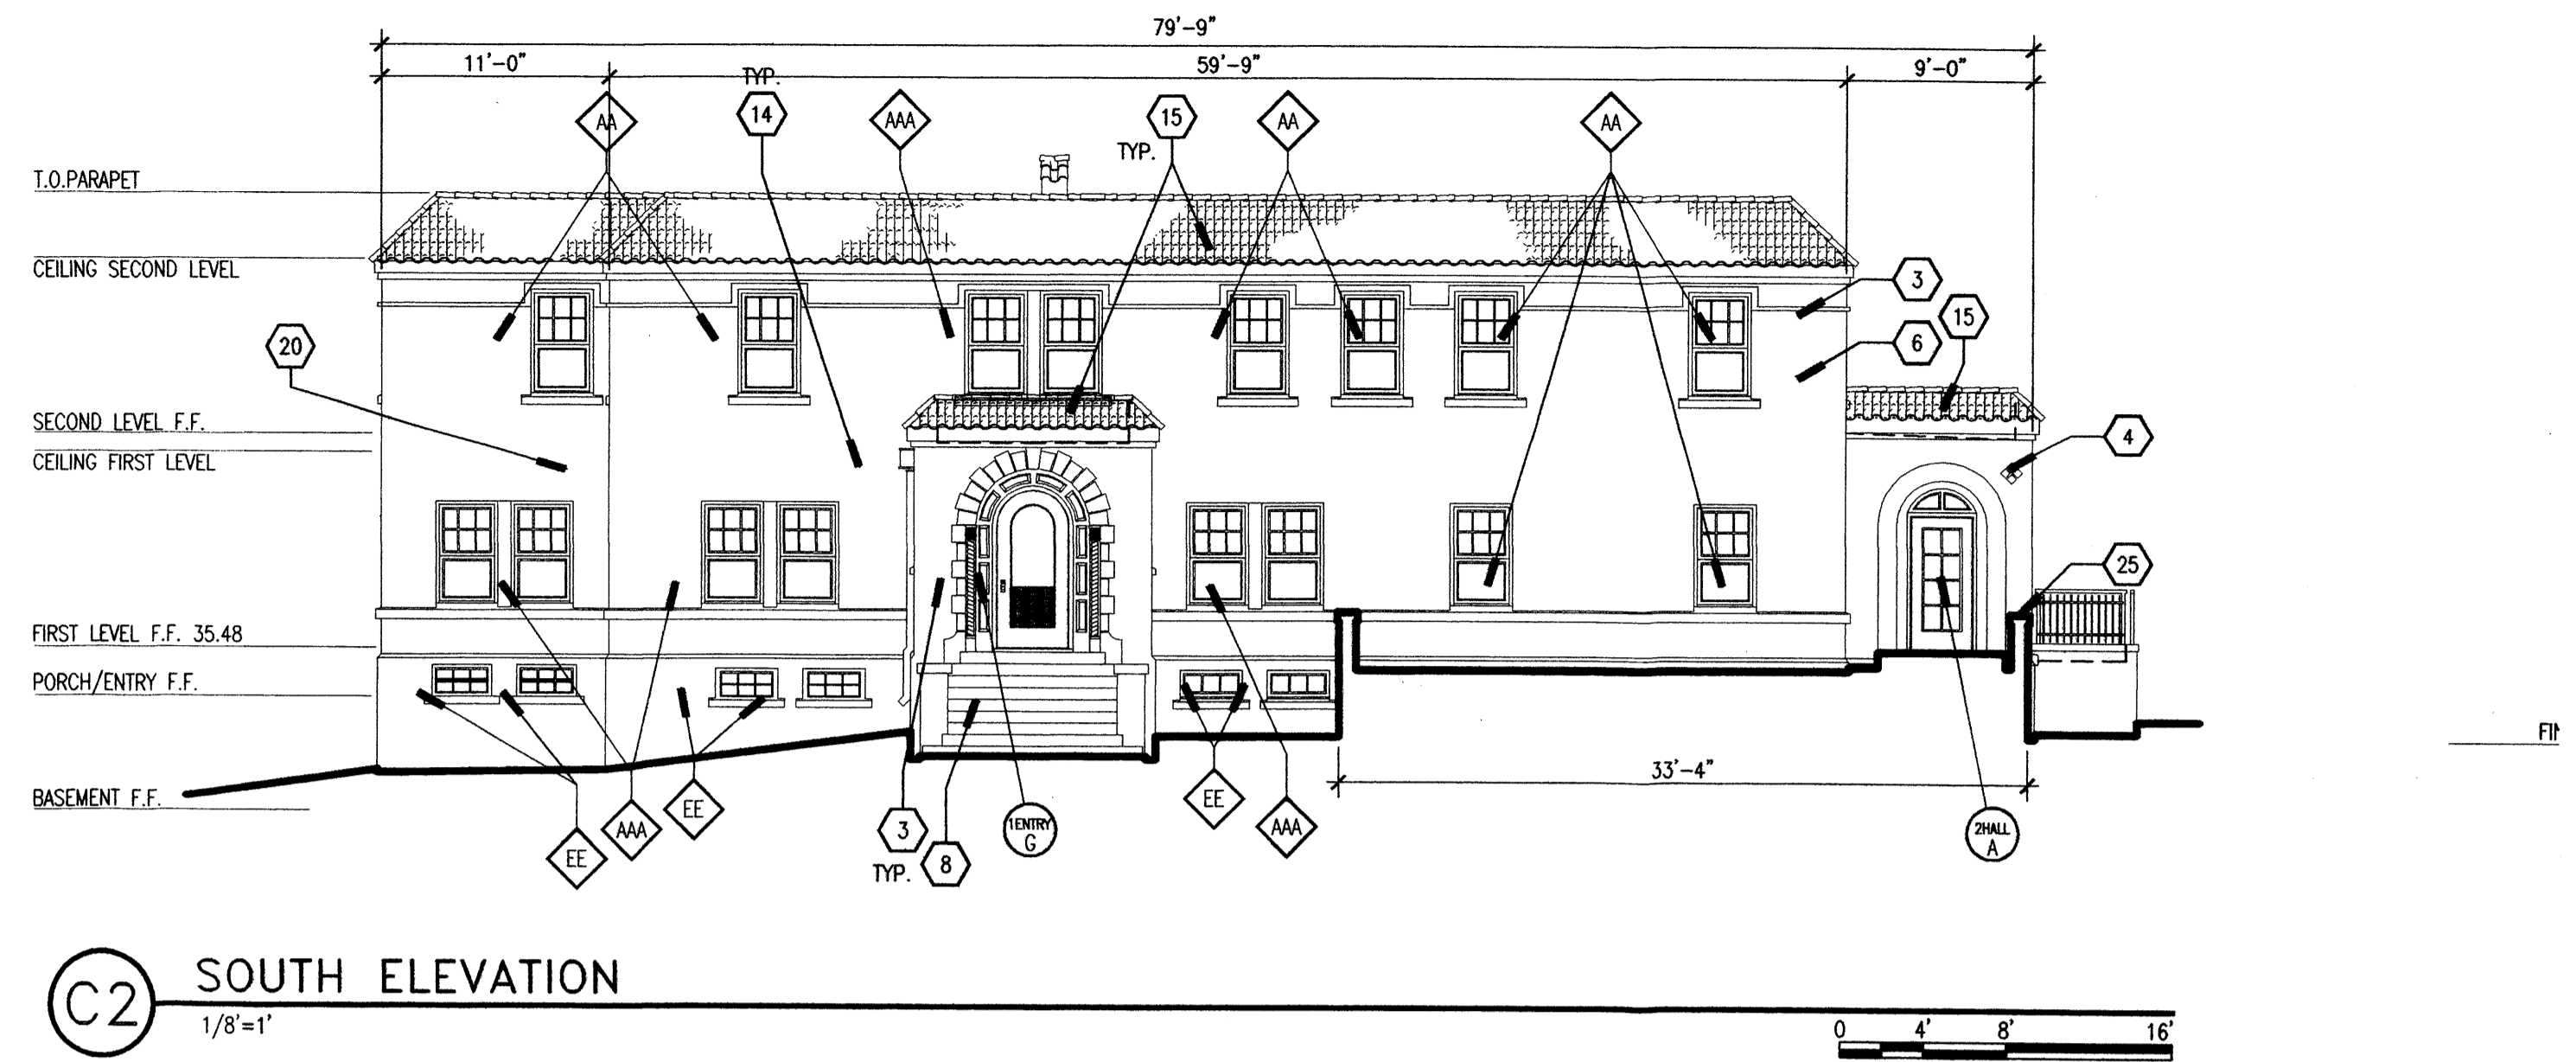 79'-9"
11'-0"
59'-9"
9'-0"
TYP.
AA
14
AAA
15
TYP.
AA
AA
T.O.PARAPET
CEILING SECOND LEVEL
3
15
6
20
SECOND LEVEL F.F.
4
CEILING FIRST LEVEL
25
FIRST LEVEL F.F. 35.48
PORCH/ENTRY F.F.
33'-4"
BASEMENT F.F.
EE
AAA
EE
3
TYP.
8
1ENTRY
G
EE
AAA
2HALL
A
C2
SOUTH ELEVATION
1/8'=1'
0 4' 8' 16'